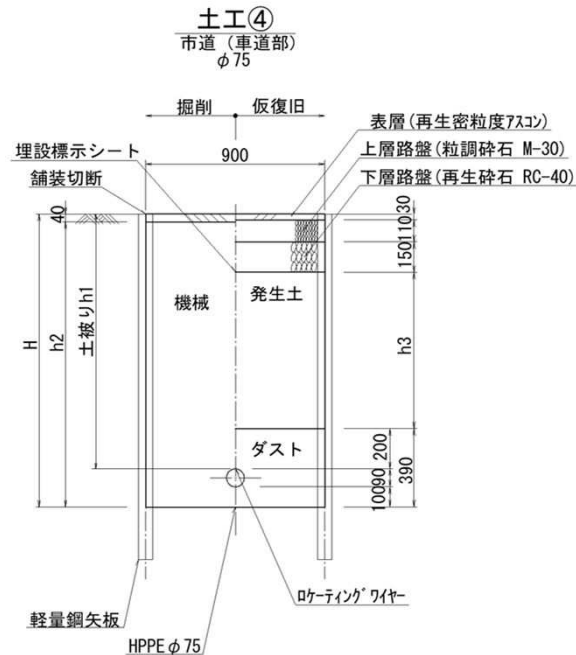 土工④
市道（車道部）
φ75
掘削
仮復旧
表層(再生密粒度ｱｽｺﾝ)
埋設標示シート
上層路盤(粒調砕石 M-30)
900
舗装切断
下層路盤(再生砕石 RC-40)
40
30
110
150
機械
発生土
H
h2
土被りh1
h3
ダスト
200
390
90
100
ﾛｹｰﾃｨﾝｸﾞﾜｲﾔｰ
軽量鋼矢板
HPPEφ75